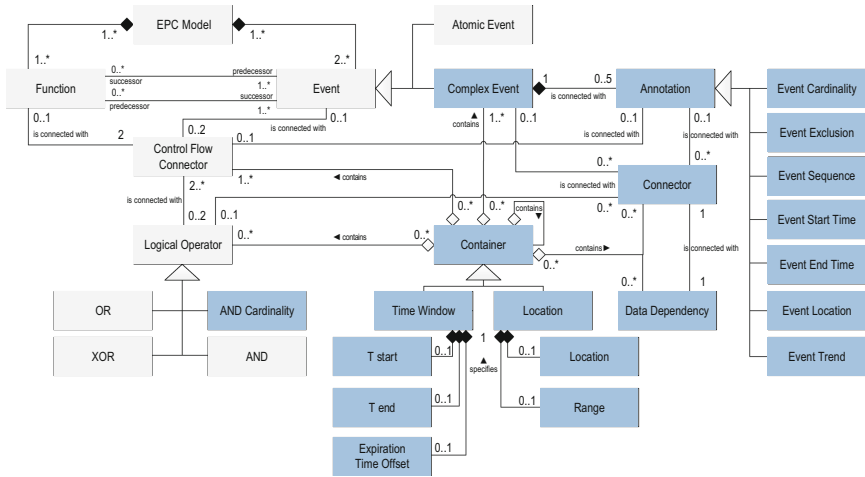 EPC Model
Atomic Event
1..*
1..*
1..*
2..*
Function
0..*
predecessor
successor
1..*
0..*
successor
predecessor
Event
1..*
Complex Event
1
0..5
is connected with
Annotation
Event Cardinality
0..1
is connected with
2
0..2
is connected with
0..1
0..1
contains
1..*
0..1
0..1
is connected with
0..1
is connected with
Event Exclusion
Control Flow
Connector
0..*
0..*
Event Sequence
is connected with
2..*
1..*
◄ contains
is connected with
Connector
0..2
0..1
0..*
0..*
contains
0..*
0..*
1
Event Start Time
Logical Operator
0..*
◄ contains
0..*
Container
contains ►
0..*
is connected with
Event End Time
0..*
1
OR
AND Cardinality
Time Window
Location
Data Dependency
Event Location
XOR
AND
T start
0..1
1
specifies
0..1
Location
Event Trend
T end
0..1
0..1
Range
Expiration
Time Offset
0..1